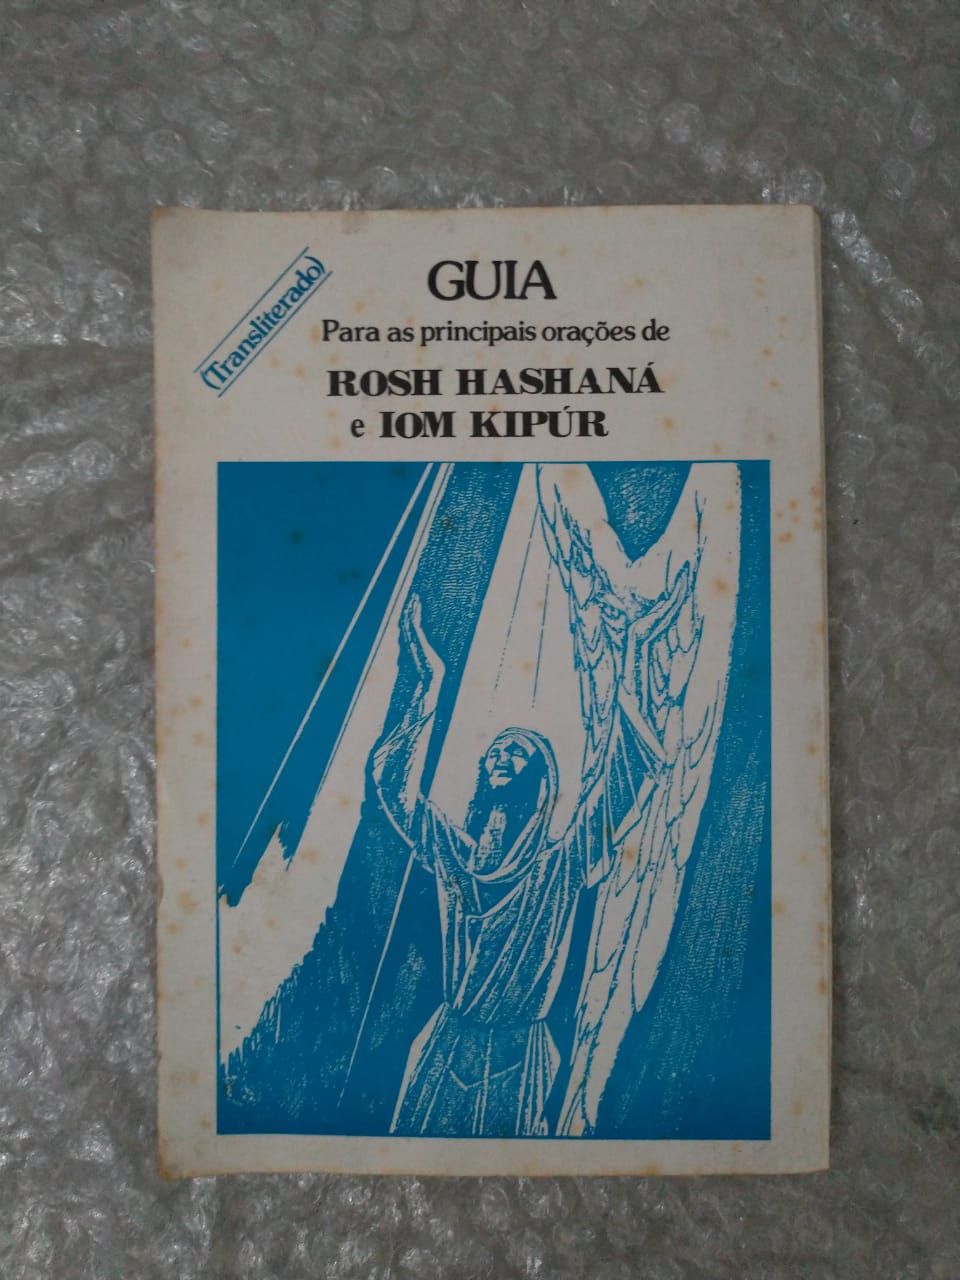 (Transliterado)
GUIA
Para as principais orações de
ROSH HASHANÁ
e IOM KIPÚR